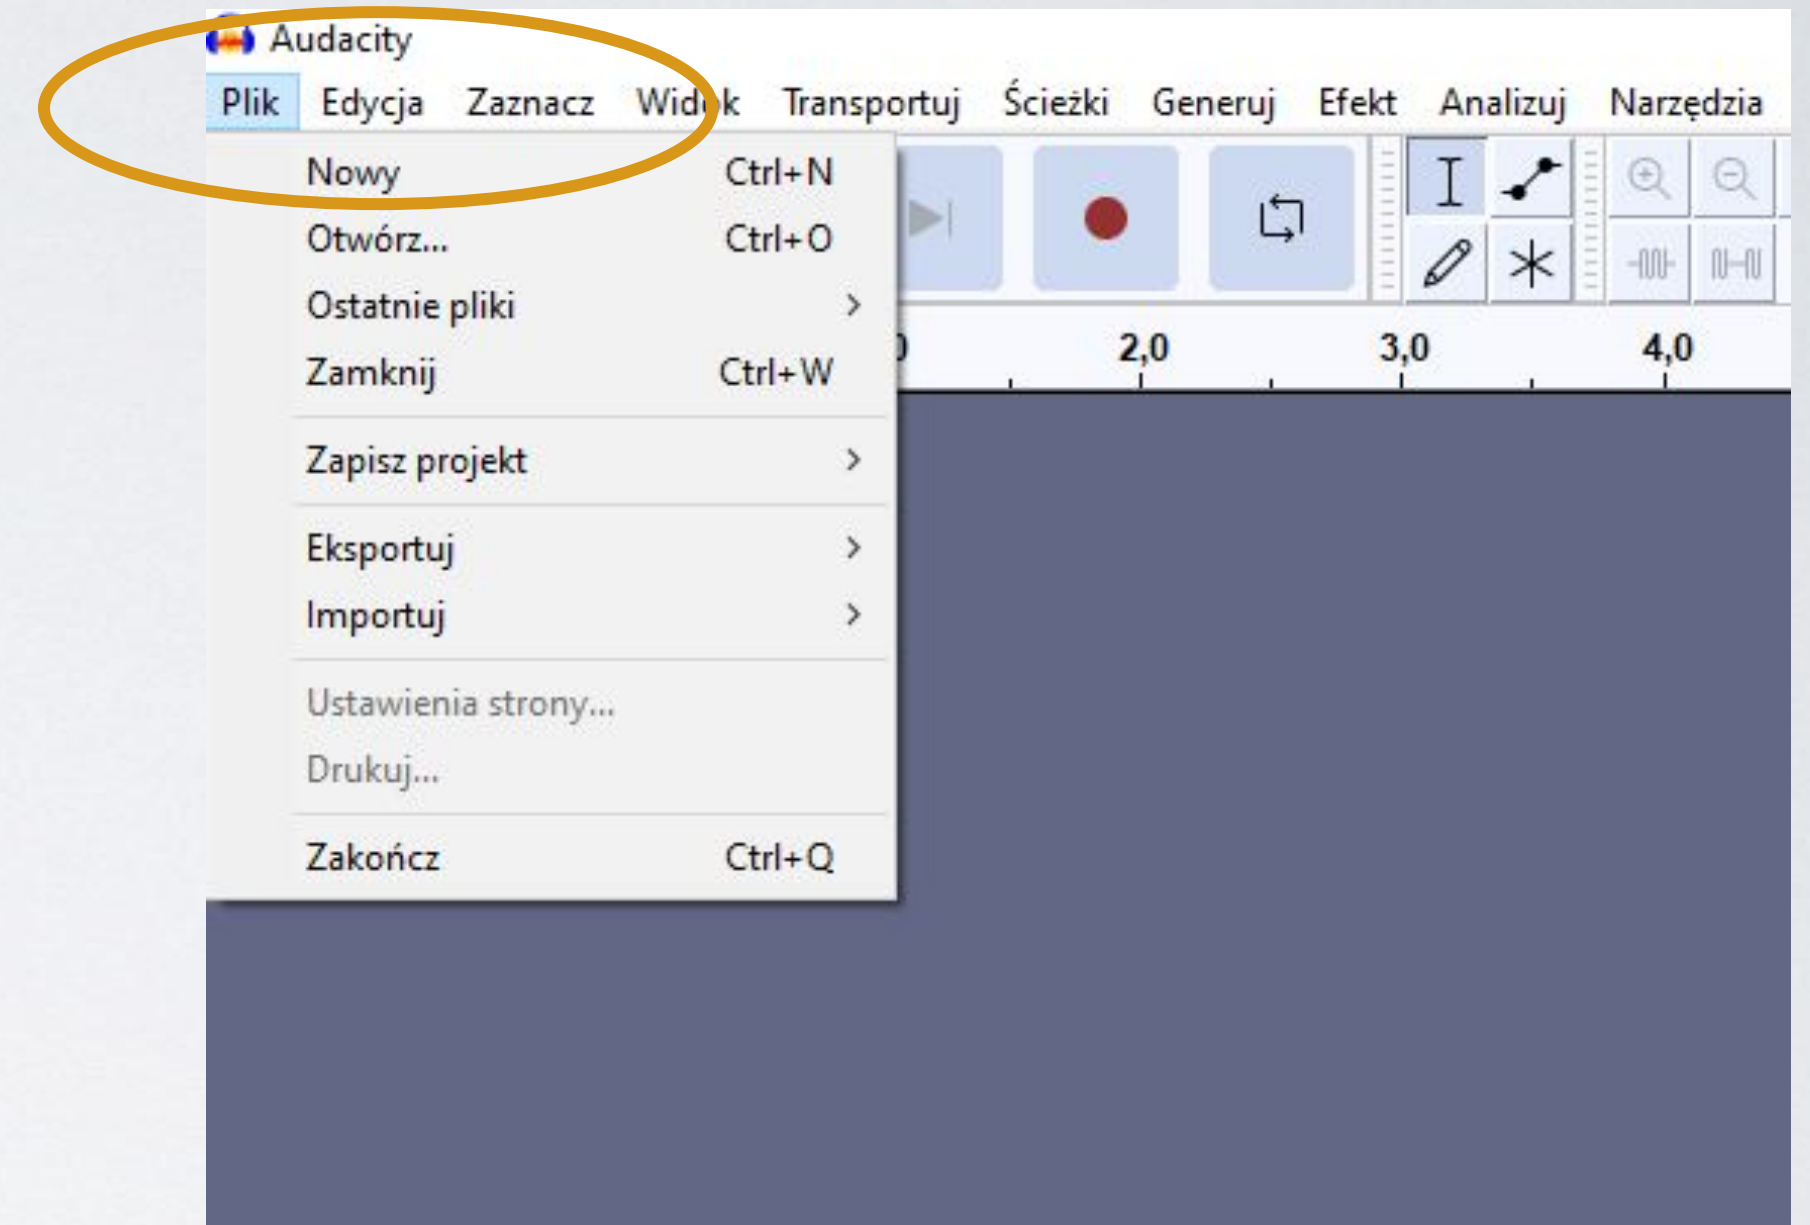 Audacity
Plik Edycja Zaznacz Widok Transportuj Ścieżki Generuj Efekt Analizuj Narzędzia
Nowy Ctrl+N
Otwórz... Ctrl+O
Ostatnie pliki >
Zamknij Ctrl+W
2,0 3,0 4,0
Zapisz projekt >
Eksportuj >
Importuj >
Ustawienia strony...
Drukuj...
Zakończ Ctrl+Q